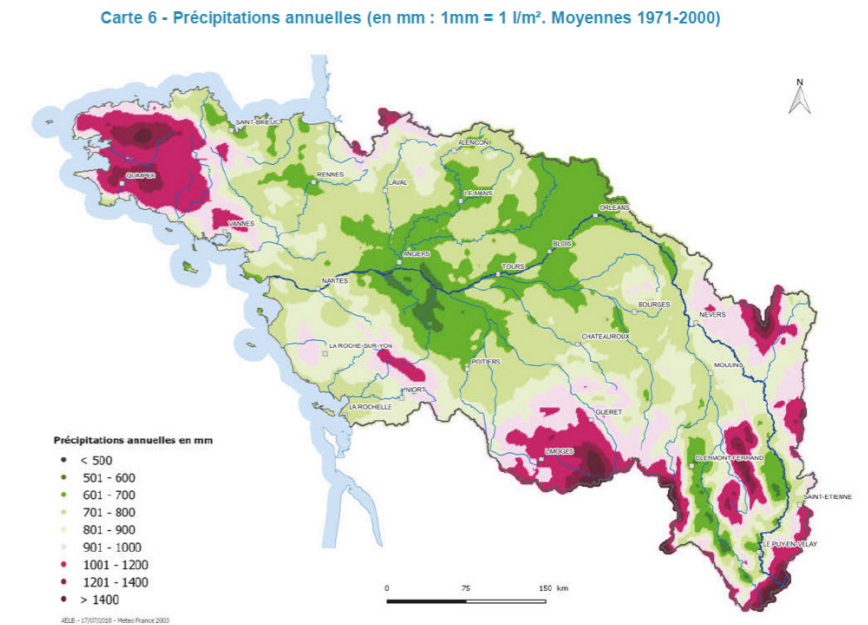 Carte 6 - Précipitations annuelles (en mm : 1mm = 1 l/m². Moyennes 1971-2000)
N
SAINT-BRIEUC
ALENCON
QUIMPER
RENNES
LAVAL
LE MANS
ORLEANS
VANNES
BLOIS
ANGERS
TOURS
NANTES
BOURGES
NEVERS
CHATEAUROUX
LA ROCHE-SUR-YON
POITIERS
MOULINS
NIORT
LA ROCHELLE
GUERET
LIMOGES
CLERMONT-FERRAND
SAINT-ETIENNE
LE PUY-EN-VELAY
Précipitations annuelles en mm
< 500
501 - 600
601 - 700
701 - 800
801 - 900
901 - 1000
1001 - 1200
1201 - 1400
> 1400
0 75 150 km
AELB - 17/07/2018 - Meteo France 2003